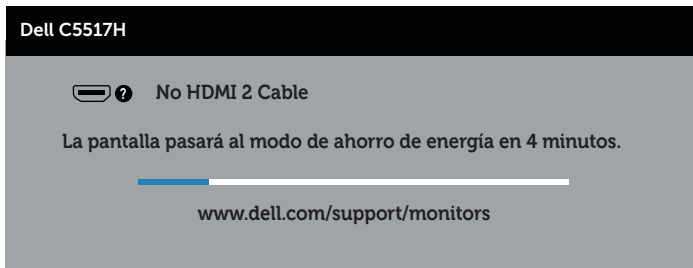 Dell C5517H
? No HDMI 2 Cable
La pantalla pasará al modo de ahorro de energía en 4 minutos.
www.dell.com/support/monitors